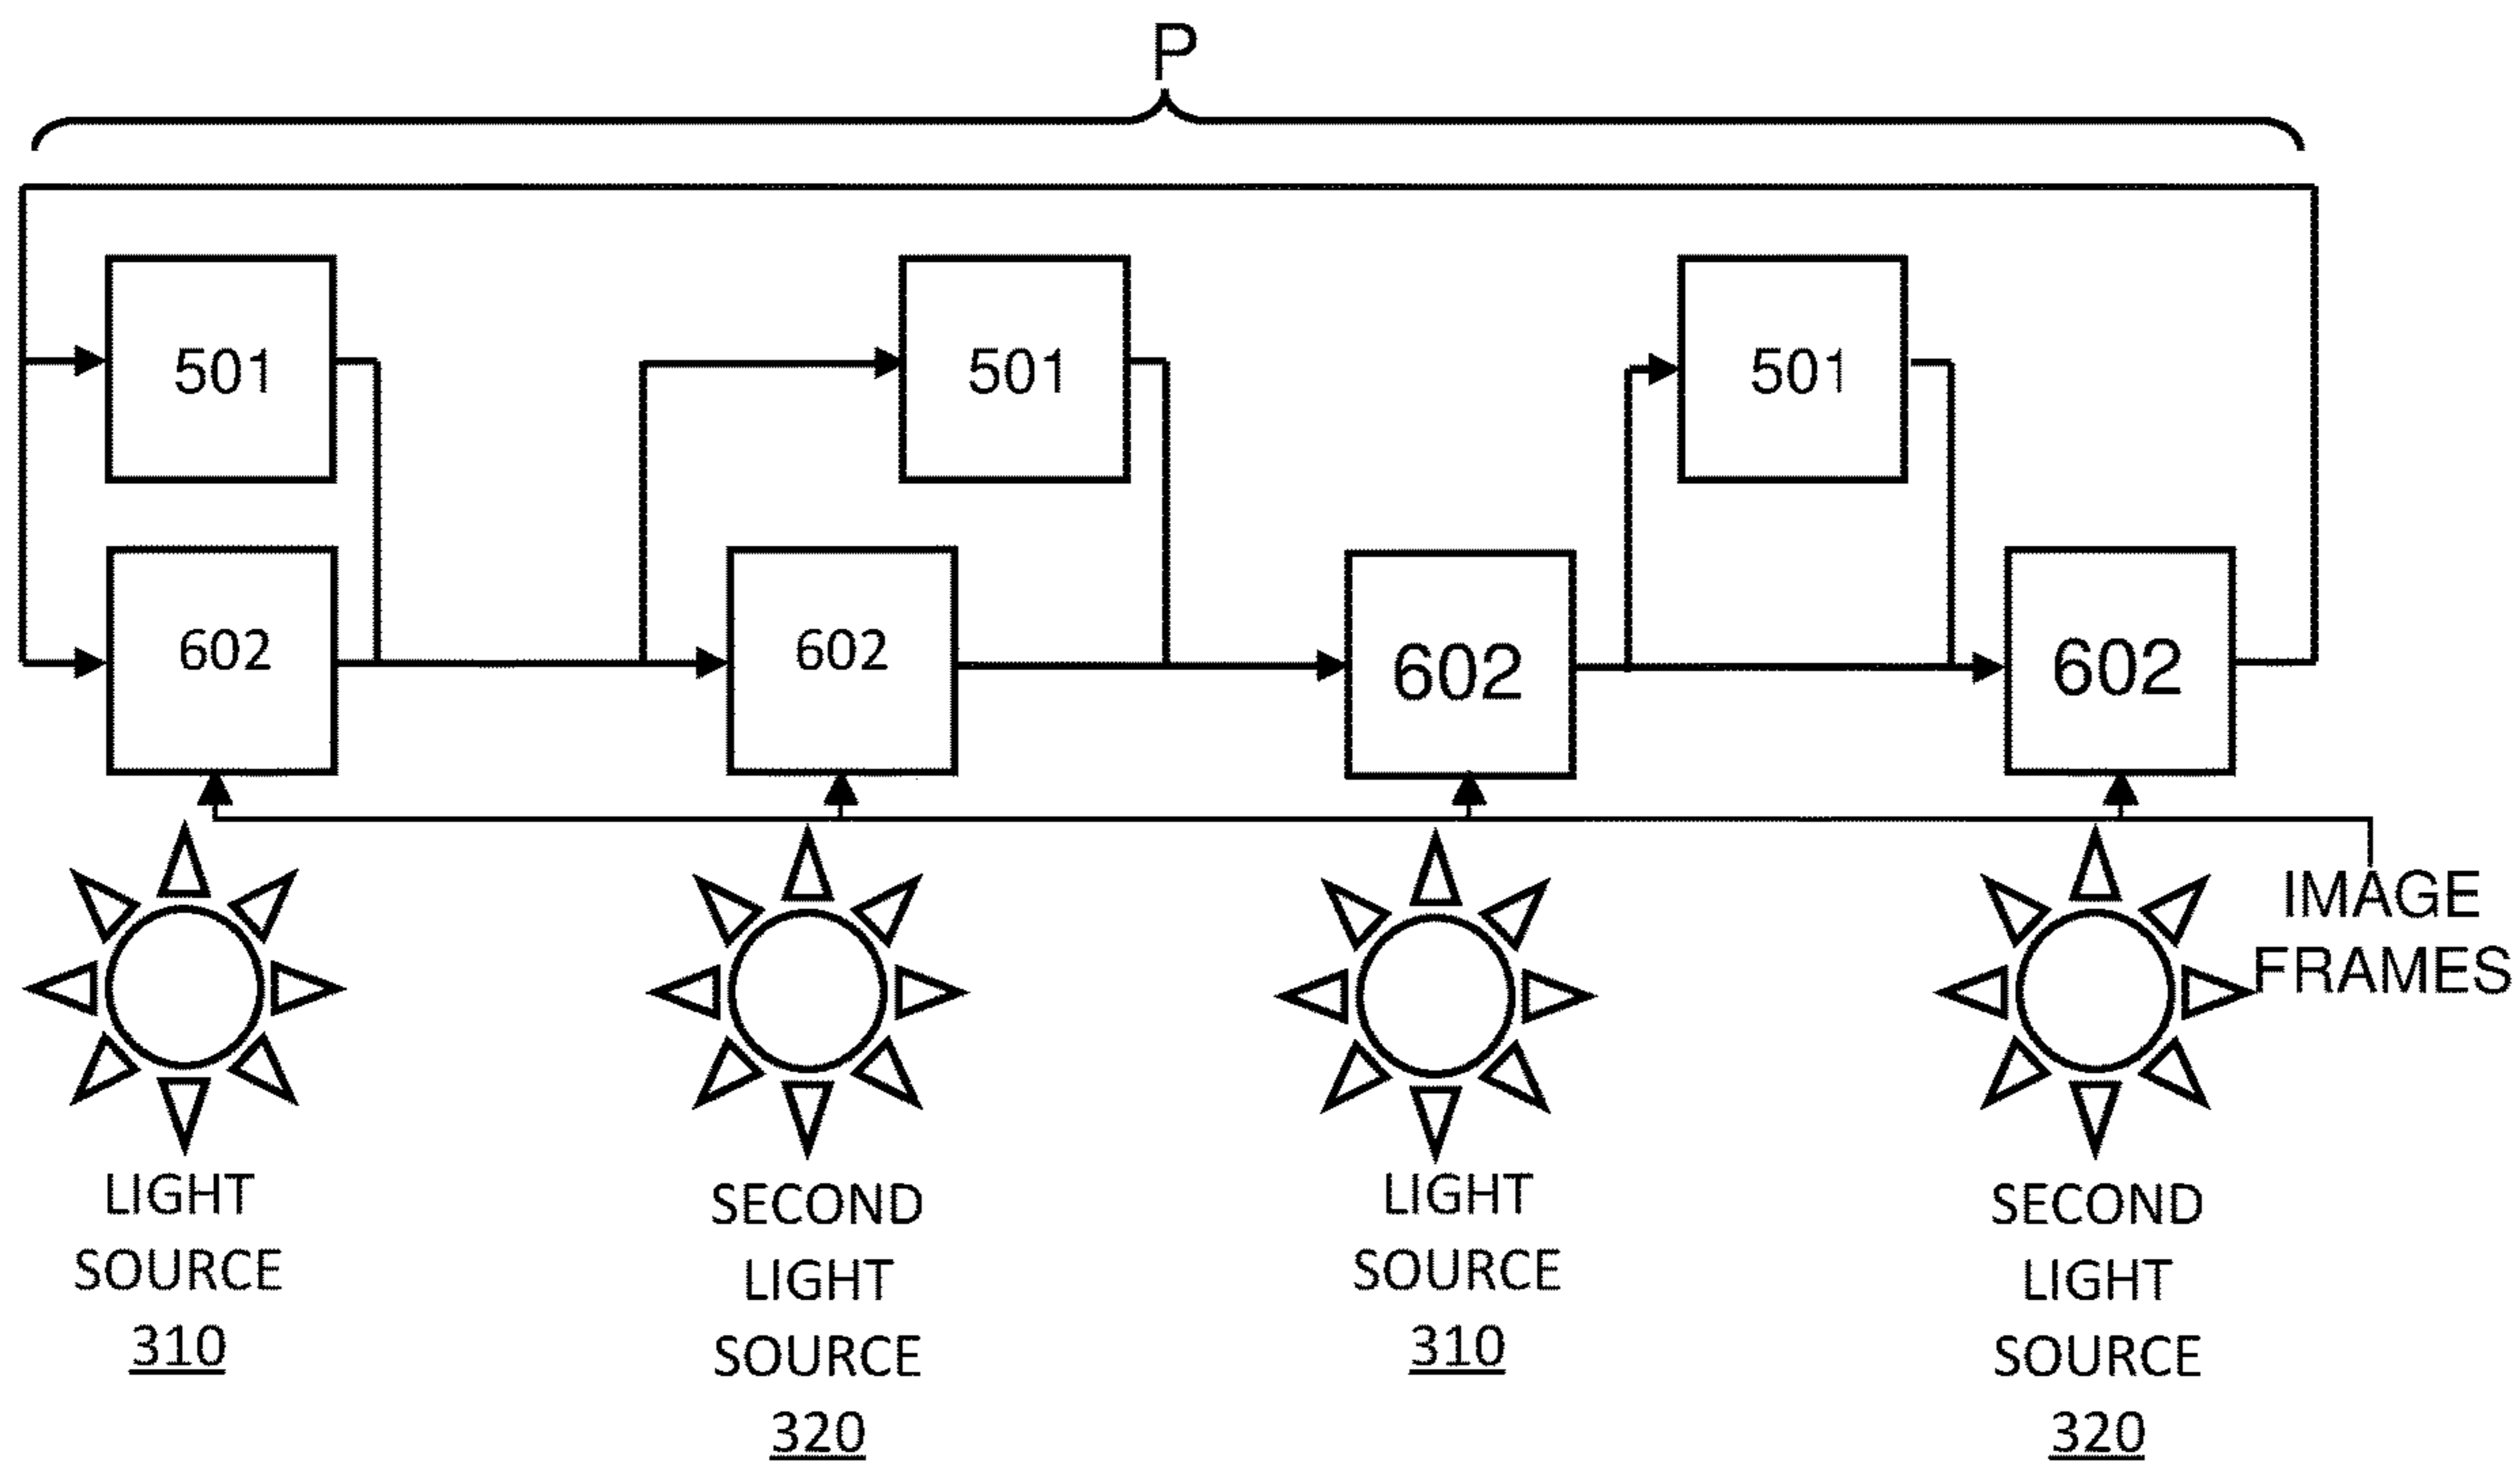 P
501
501
501
602
602
602
602
IMAGE
FRAMES
LIGHT
SOURCE
310
SECOND
LIGHT
SOURCE
320
LIGHT
SOURCE
310
SECOND
LIGHT
SOURCE
320